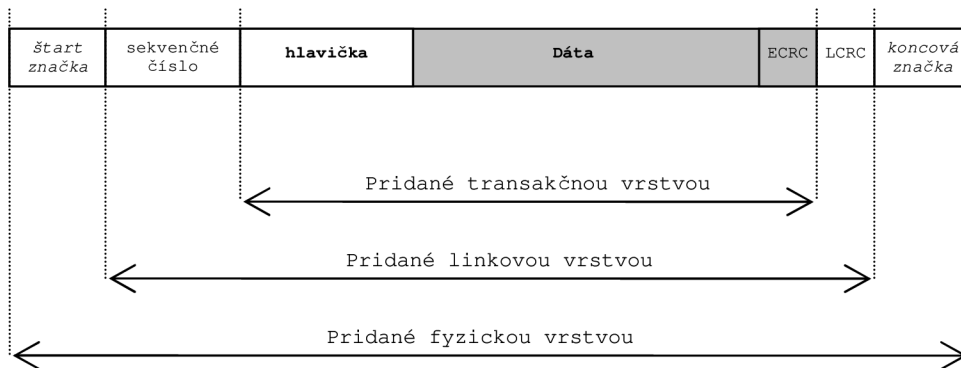 štart
značka
sekvenčné
číslo
hlavička
Dáta
ECRC
LCRC
koncová
značka
Pridané transakčnou vrstvou
Pridané linkovou vrstvou
Pridané fyzickou vrstvou